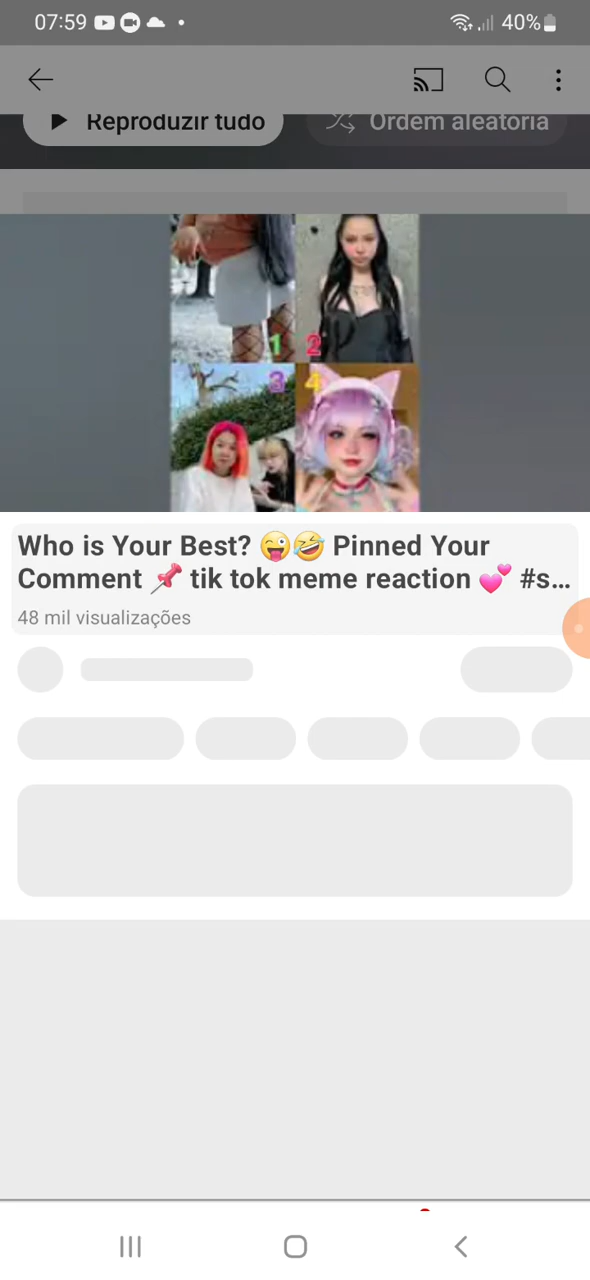 07:59
40%
Reproduzir tudo
Ordem aleatória
1
2
3
4
Who is Your Best? 😜🤣 Pinned Your
Comment 📌 tik tok meme reaction 💕 #s...
48 mil visualizações